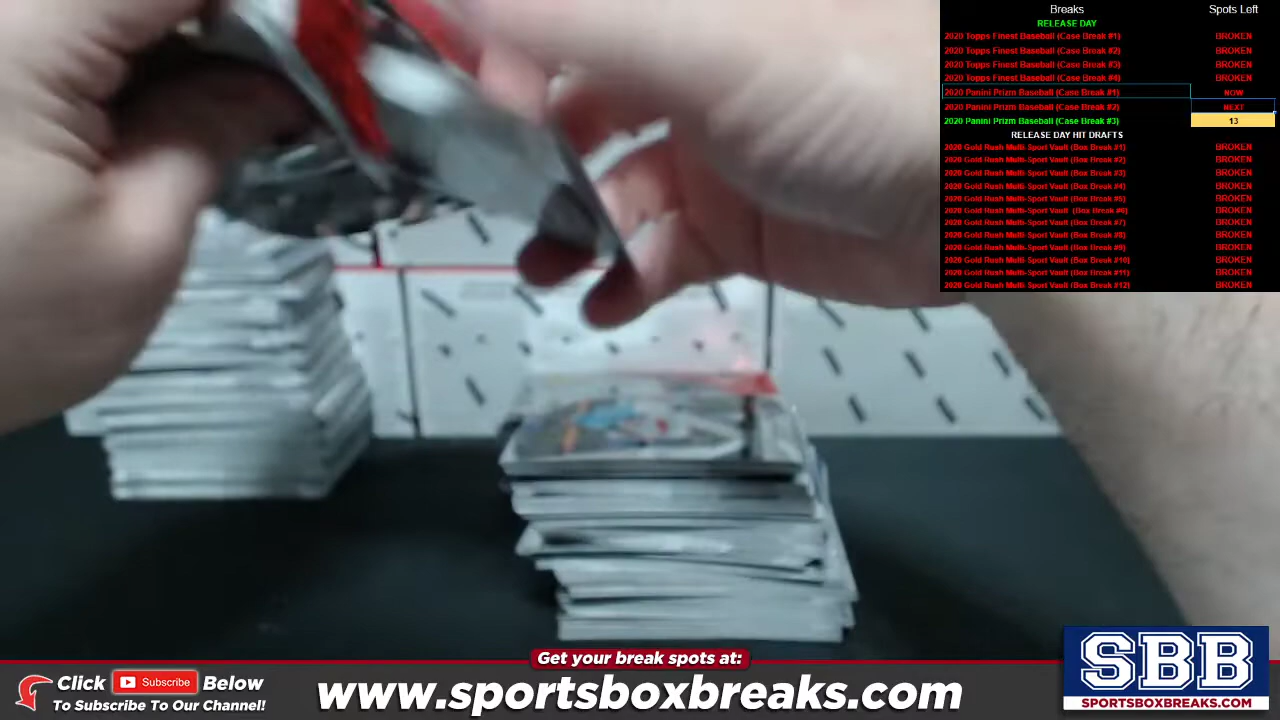 Breaks Spots Left
RELEASE DAY
2020 Topps Finest Baseball (Case Break #1) BROKEN
2020 Topps Finest Baseball (Case Break #2) BROKEN
2020 Topps Finest Baseball (Case Break #3) BROKEN
2020 Topps Finest Baseball (Case Break #4) BROKEN
2020 Panini Prizm Baseball (Case Break #1) NOW
2020 Panini Prizm Baseball (Case Break #2) NEXT
2020 Panini Prizm Baseball (Case Break #3) 13
RELEASE DAY HIT DRAFTS
2020 Gold Rush Multi-Sport Vault (Box Break #1) BROKEN
2020 Gold Rush Multi-Sport Vault (Box Break #2) BROKEN
2020 Gold Rush Multi-Sport Vault (Box Break #3) BROKEN
2020 Gold Rush Multi-Sport Vault (Box Break #4) BROKEN
2020 Gold Rush Multi-Sport Vault (Box Break #5) BROKEN
2020 Gold Rush Multi-Sport Vault (Box Break #6) BROKEN
2020 Gold Rush Multi-Sport Vault (Box Break #7) BROKEN
2020 Gold Rush Multi-Sport Vault (Box Break #8) BROKEN
2020 Gold Rush Multi-Sport Vault (Box Break #9) BROKEN
2020 Gold Rush Multi-Sport Vault (Box Break #10) BROKEN
2020 Gold Rush Multi-Sport Vault (Box Break #11) BROKEN
2020 Gold Rush Multi-Sport Vault (Box Break #12) BROKEN
Get your break spots at:
Click Subscribe Below
To Subscribe To Our Channel!
www.sportsboxbreaks.com
SBB
SPORTSBOXBREAKS.COM